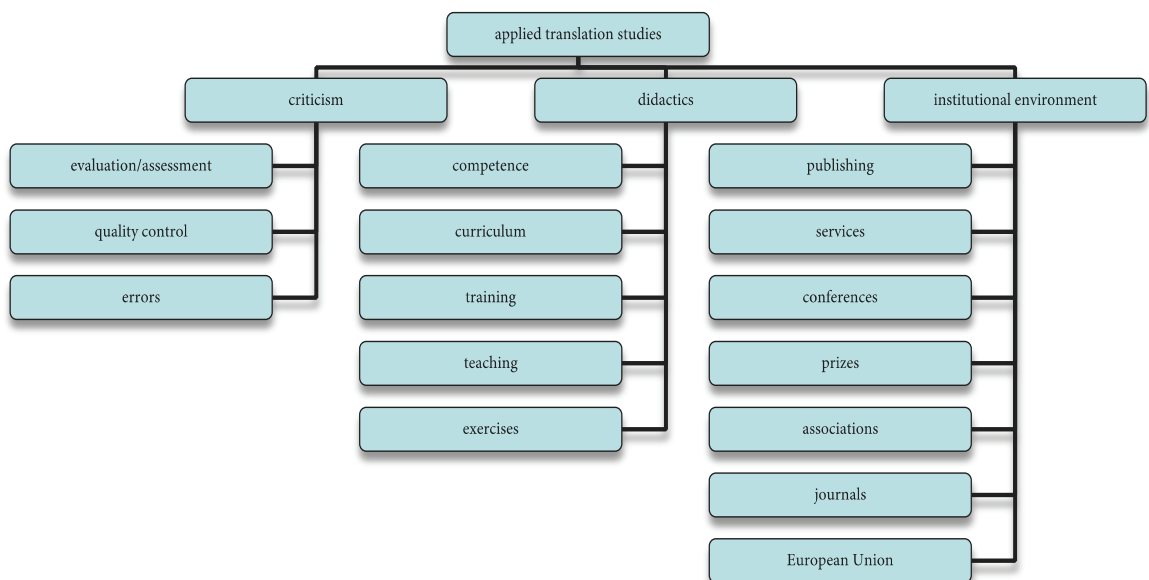 applied translation studies
criticism
didactics
institutional environment
evaluation/assessment
competence
publishing
quality control
curriculum
services
errors
training
conferences
teaching
prizes
exercises
associations
journals
European Union